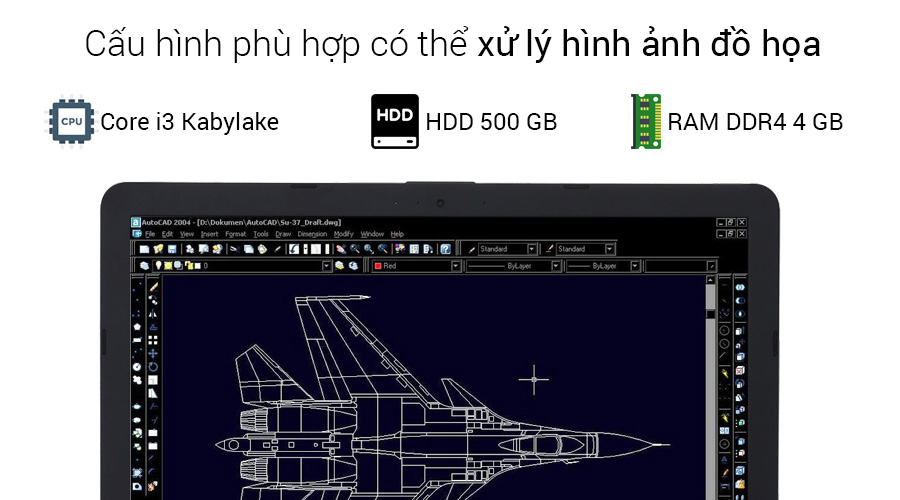 Cấu hình phù hợp có thể xử lý hình ảnh đồ họa
CPU
Core i3 Kabylake
HDD
HDD 500 GB
RAM DDR4 4 GB
AutoCAD 2004 - [D:\Dokumen\AutoCAD\Su-37_Draft.dwg]
File Edit View Insert Format Tools Draw Dimension Modify Window Help
Standard Standard
0 Red ByLayer ByLayer